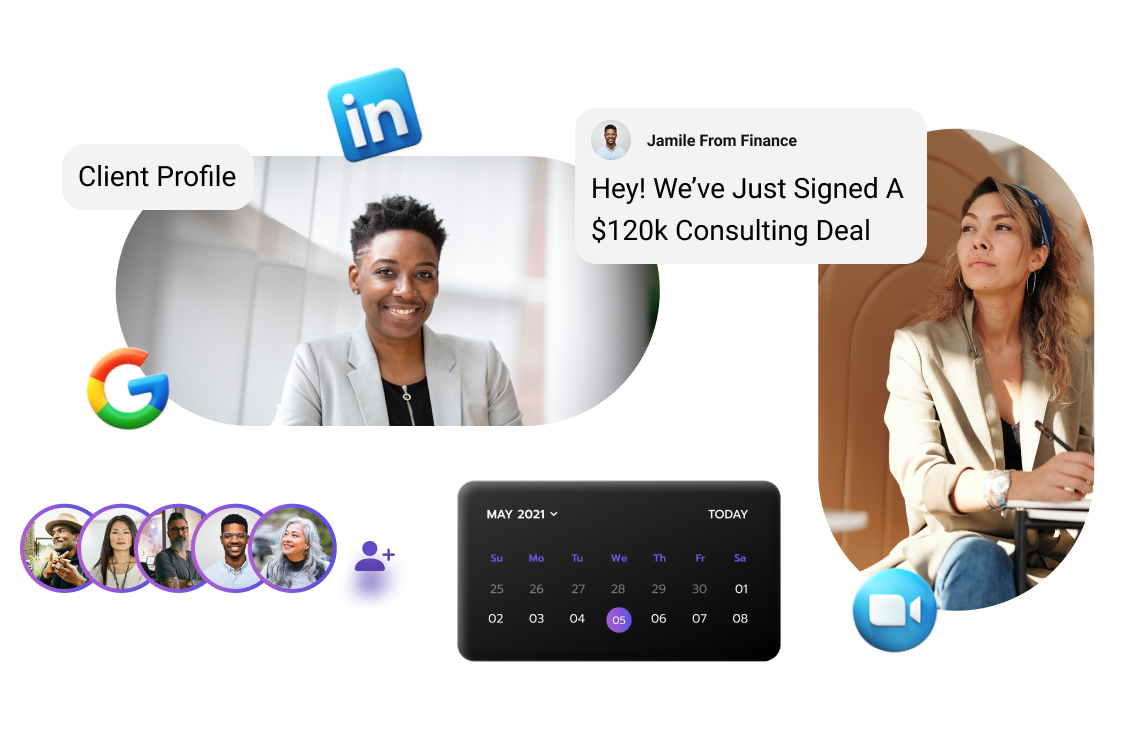 in
Client Profile
Jamile From Finance
Hey! We’ve Just Signed A
$120k Consulting Deal
G
MAY 2021
TODAY
Su Mo Tu We Th Fr Sa
25 26 27 28 29 30 01
02 03 04 05 06 07 08